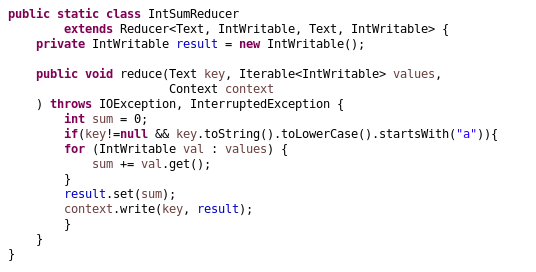 public static class IntSumReducer
        extends Reducer<Text, IntWritable, Text, IntWritable> {
    private IntWritable result = new IntWritable();

    public void reduce(Text key, Iterable<IntWritable> values,
                       Context context
    ) throws IOException, InterruptedException {
        int sum = 0;
        if(key!=null && key.toString().toLowerCase().startsWith("a")){
        for (IntWritable val : values) {
            sum += val.get();
        }
        result.set(sum);
        context.write(key, result);
        }
    }
}